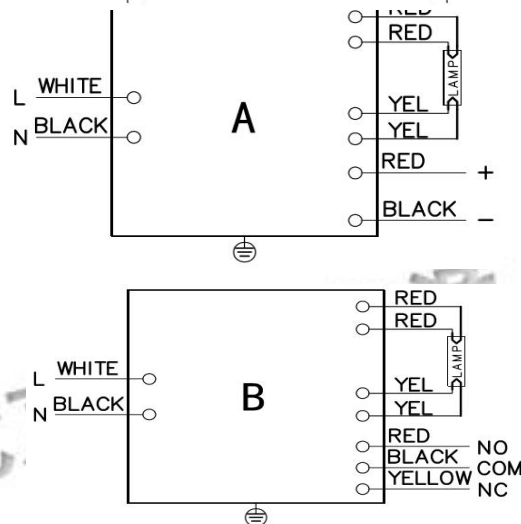 RED
RED
L WHITE
N BLACK
A
LAMP
YEL
YEL
RED +
BLACK −
RED
RED
L WHITE
N BLACK
B
LAMP
YEL
YEL
RED NO
BLACK COM
YELLOW NC